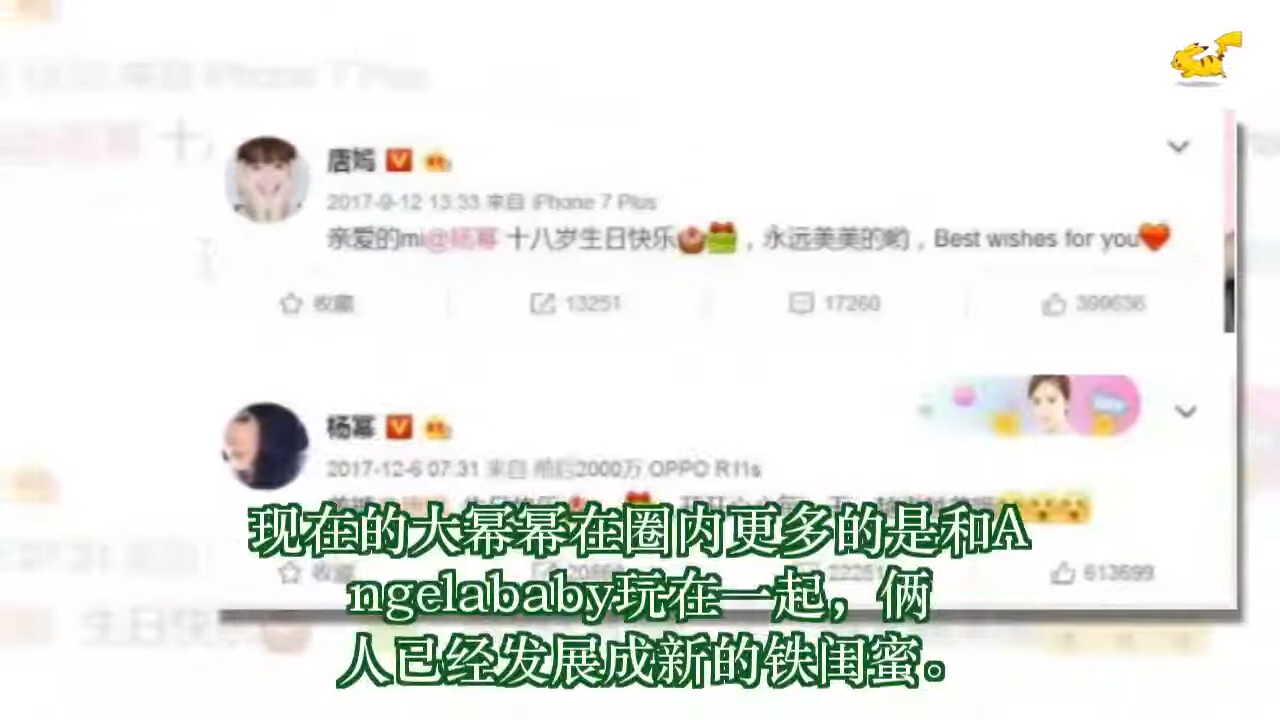 唐嫣
2017-9-12 13:33 来自 iPhone 7 Plus
亲爱的mi@杨幂 十八岁生日快乐，永远美美的哟，Best wishes for you
收藏 13251 17260 399636
杨幂
2017-12-6 07:31 来自 前后2000万 OPPO R11s
收藏 613699
现在的大幂幂在圈内更多的是和A
ngelababy玩在一起，俩
人已经发展成新的铁闺蜜。